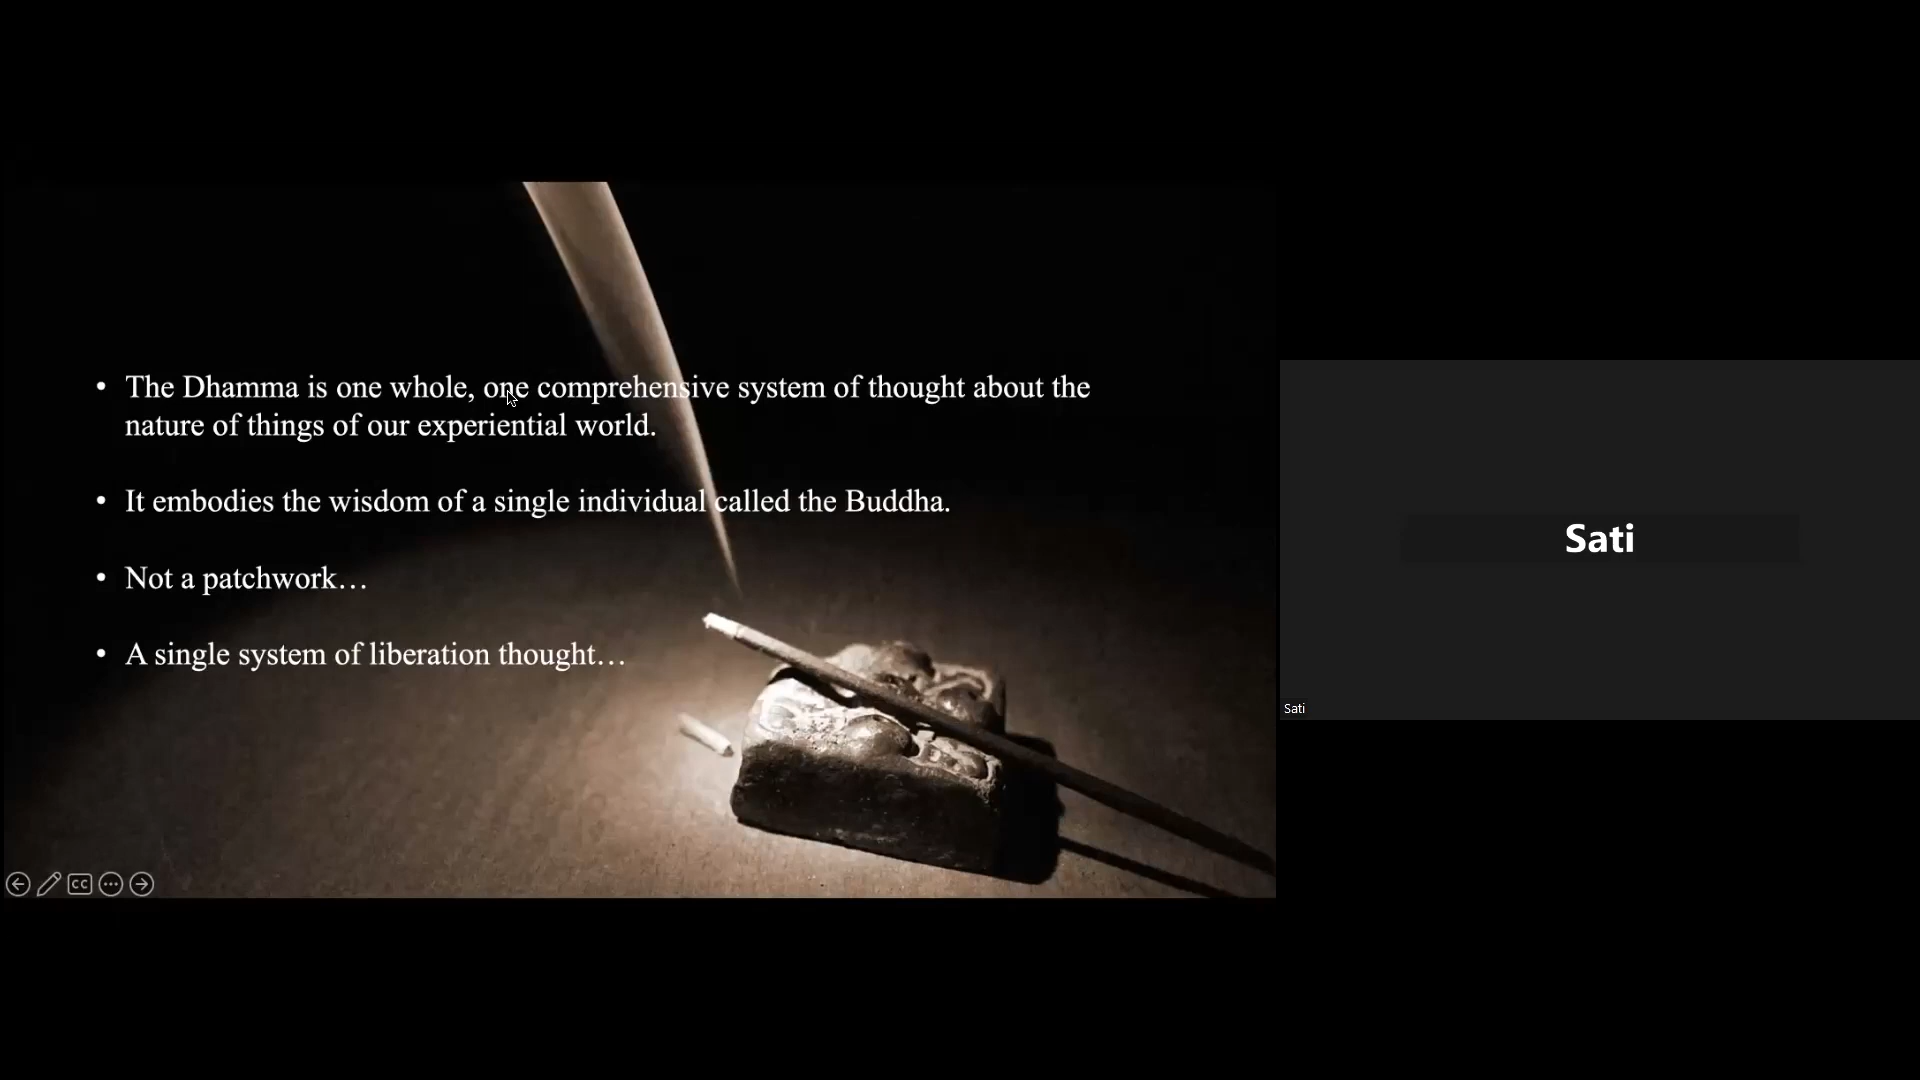 • The Dhamma is one whole, one comprehensive system of thought about the
nature of things of our experiential world.
• It embodies the wisdom of a single individual called the Buddha.
• Not a patchwork…
• A single system of liberation thought…
CC
Sati
Sati